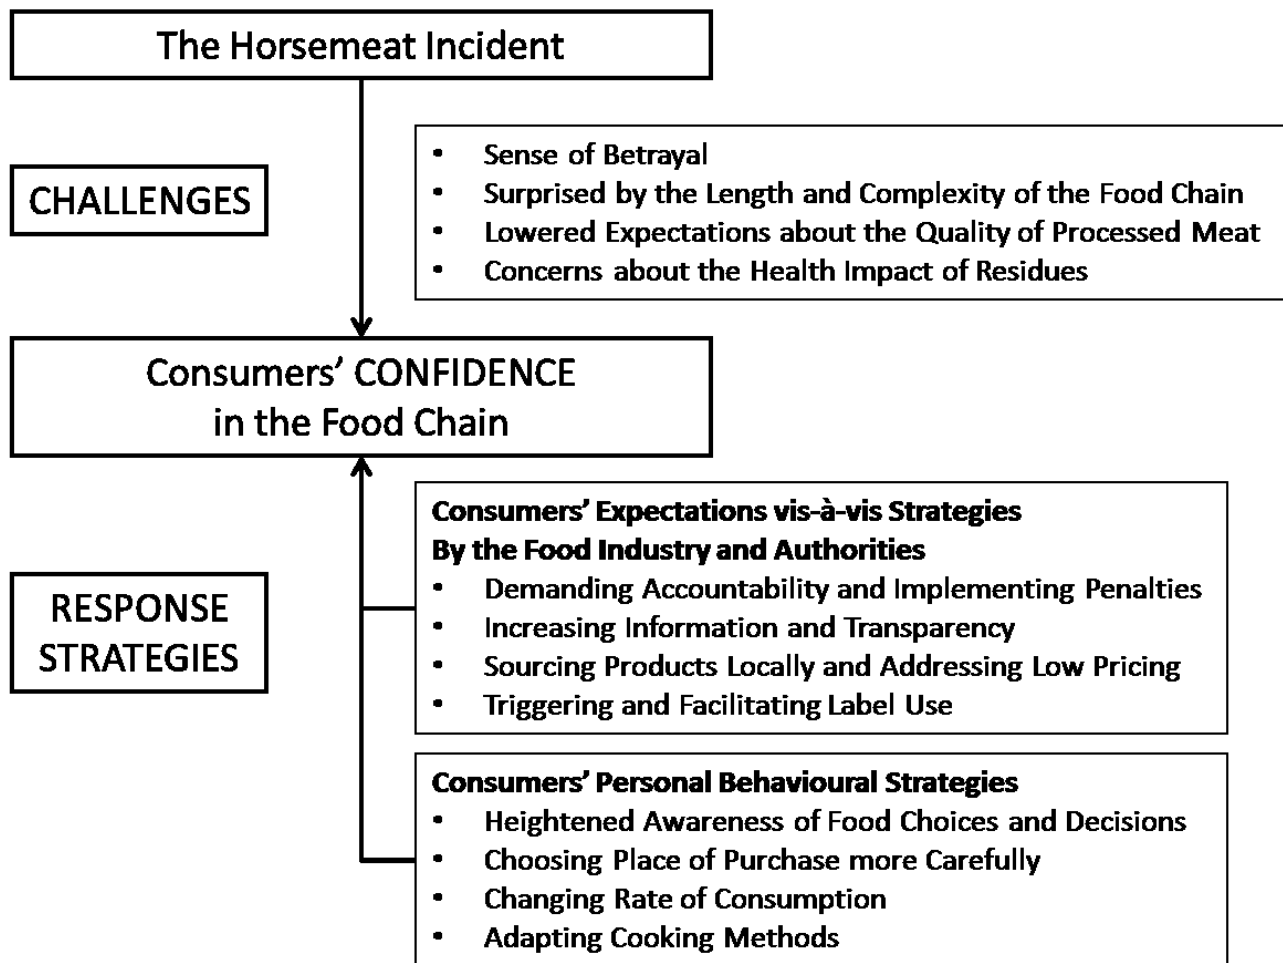 The Horsemeat Incident
CHALLENGES
• Sense of Betrayal
• Surprised by the Length and Complexity of the Food Chain
• Lowered Expectations about the Quality of Processed Meat
• Concerns about the Health Impact of Residues
Consumers’ CONFIDENCE
in the Food Chain
RESPONSE
STRATEGIES
Consumers’ Expectations vis-à-vis Strategies
By the Food Industry and Authorities
• Demanding Accountability and Implementing Penalties
• Increasing Information and Transparency
• Sourcing Products Locally and Addressing Low Pricing
• Triggering and Facilitating Label Use
Consumers’ Personal Behavioural Strategies
• Heightened Awareness of Food Choices and Decisions
• Choosing Place of Purchase more Carefully
• Changing Rate of Consumption
• Adapting Cooking Methods